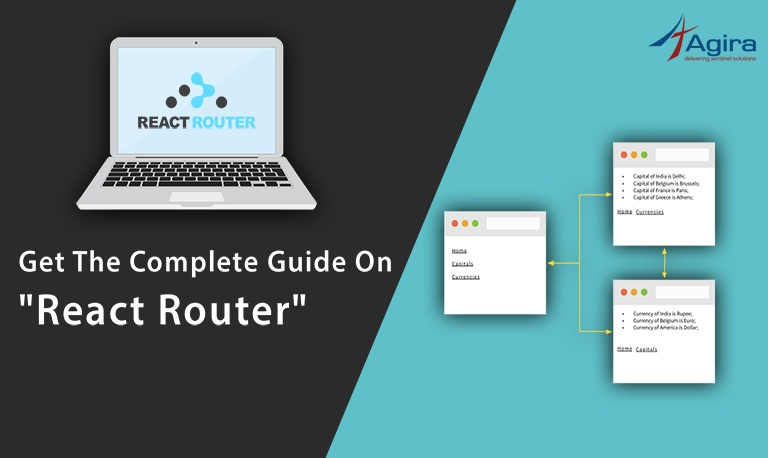 Agira
delivering sentinel solutions
REACT ROUTER
Get The Complete Guide On
"React Router"
Home
Capitals
Currencies
Capital of India is Delhi;
Capital of Belgium is Brussels;
Capital of France is Paris;
Capital of Greece is Athens;
Home Currencies
Currency of India is Rupee;
Currency of Belgium is Euro;
Currency of America is Dollar;
Home Capitals